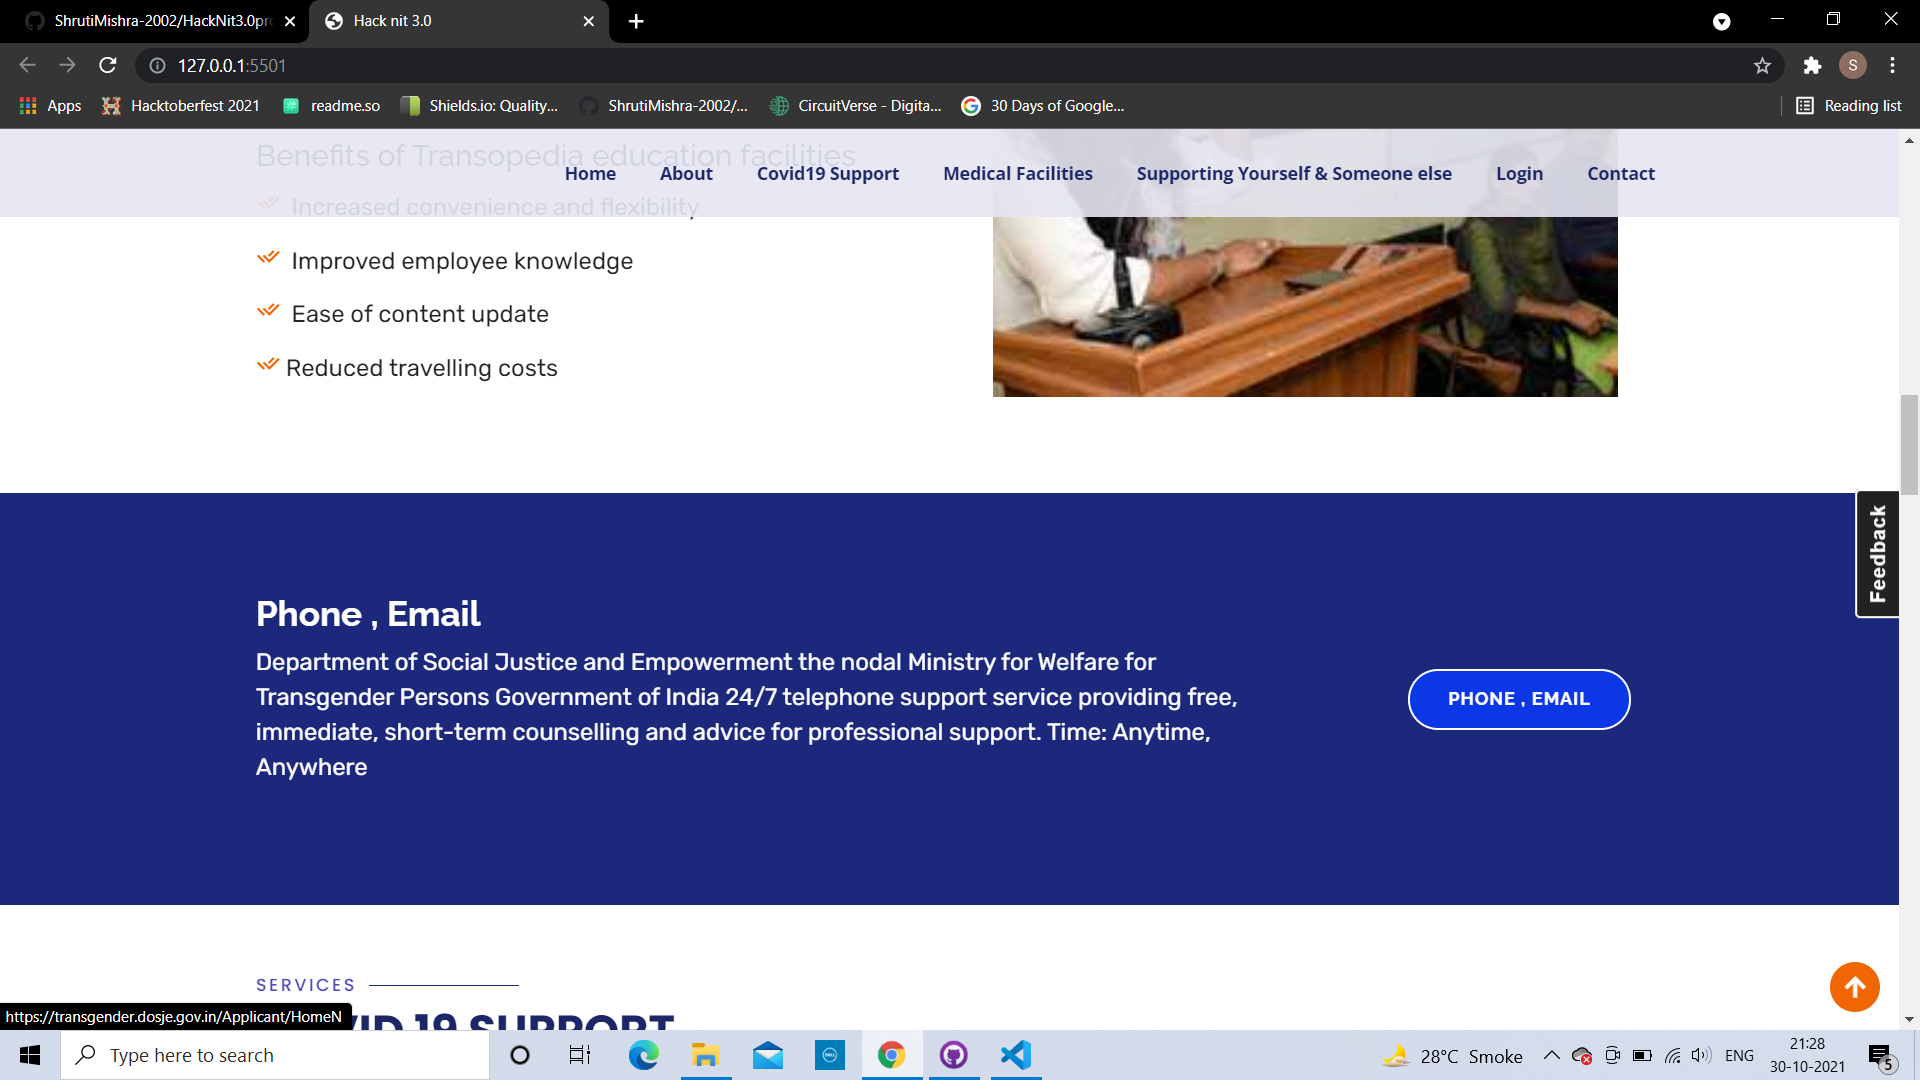 ShrutiMishra-2002/HackNit3.0pro
Hack nit 3.0
127.0.0.1:5501
S
Apps
Hacktoberfest 2021
readme.so
Shields.io: Quality...
ShrutiMishra-2002/...
CircuitVerse - Digita...
30 Days of Google...
Reading list
Benefits of Transopedia education facilities
Home About Covid19 Support Medical Facilities Supporting Yourself & Someone else Login Contact
Increased convenience and flexibility
Improved employee knowledge
Ease of content update
Reduced travelling costs
Feedback
Phone , Email
Department of Social Justice and Empowerment the nodal Ministry for Welfare for
Transgender Persons Government of India 24/7 telephone support service providing free,
immediate, short-term counselling and advice for professional support. Time: Anytime,
Anywhere
PHONE , EMAIL
SERVICES
19 SUPPORT
https://transgender.dosje.gov.in/Applicant/HomeN
Type here to search
DELL
28°C Smoke
ENG
21:28
30-10-2021
5